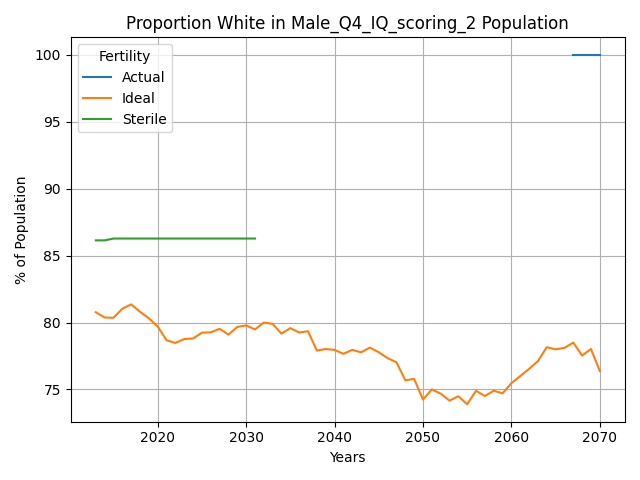 Proportion White in Male_Q4_IQ_scoring_2 Population
Fertility
Actual
Ideal
Sterile
100
95
90
85
80
75
% of Population
2020 2030 2040 2050 2060 2070
Years